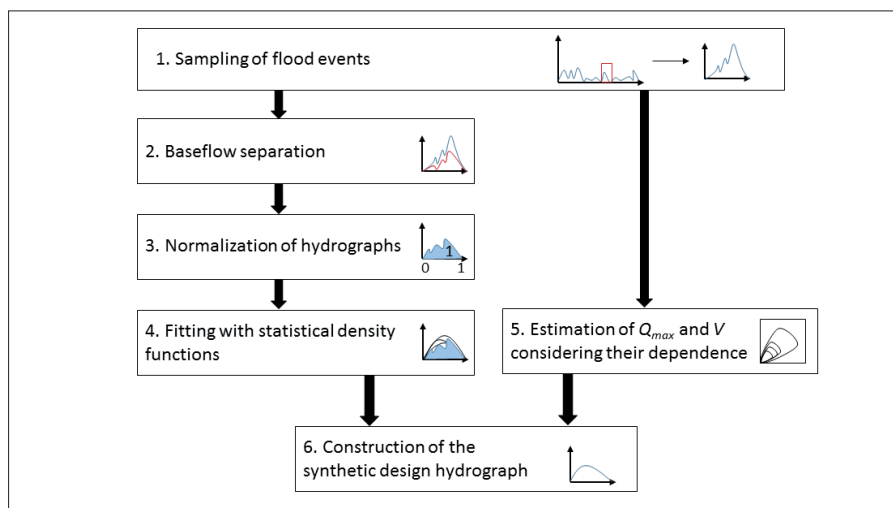 1. Sampling of flood events
2. Baseflow separation
3. Normalization of hydrographs
1
0 1
4. Fitting with statistical density
functions
5. Estimation of Qmax and V
considering their dependence
6. Construction of the
synthetic design hydrograph